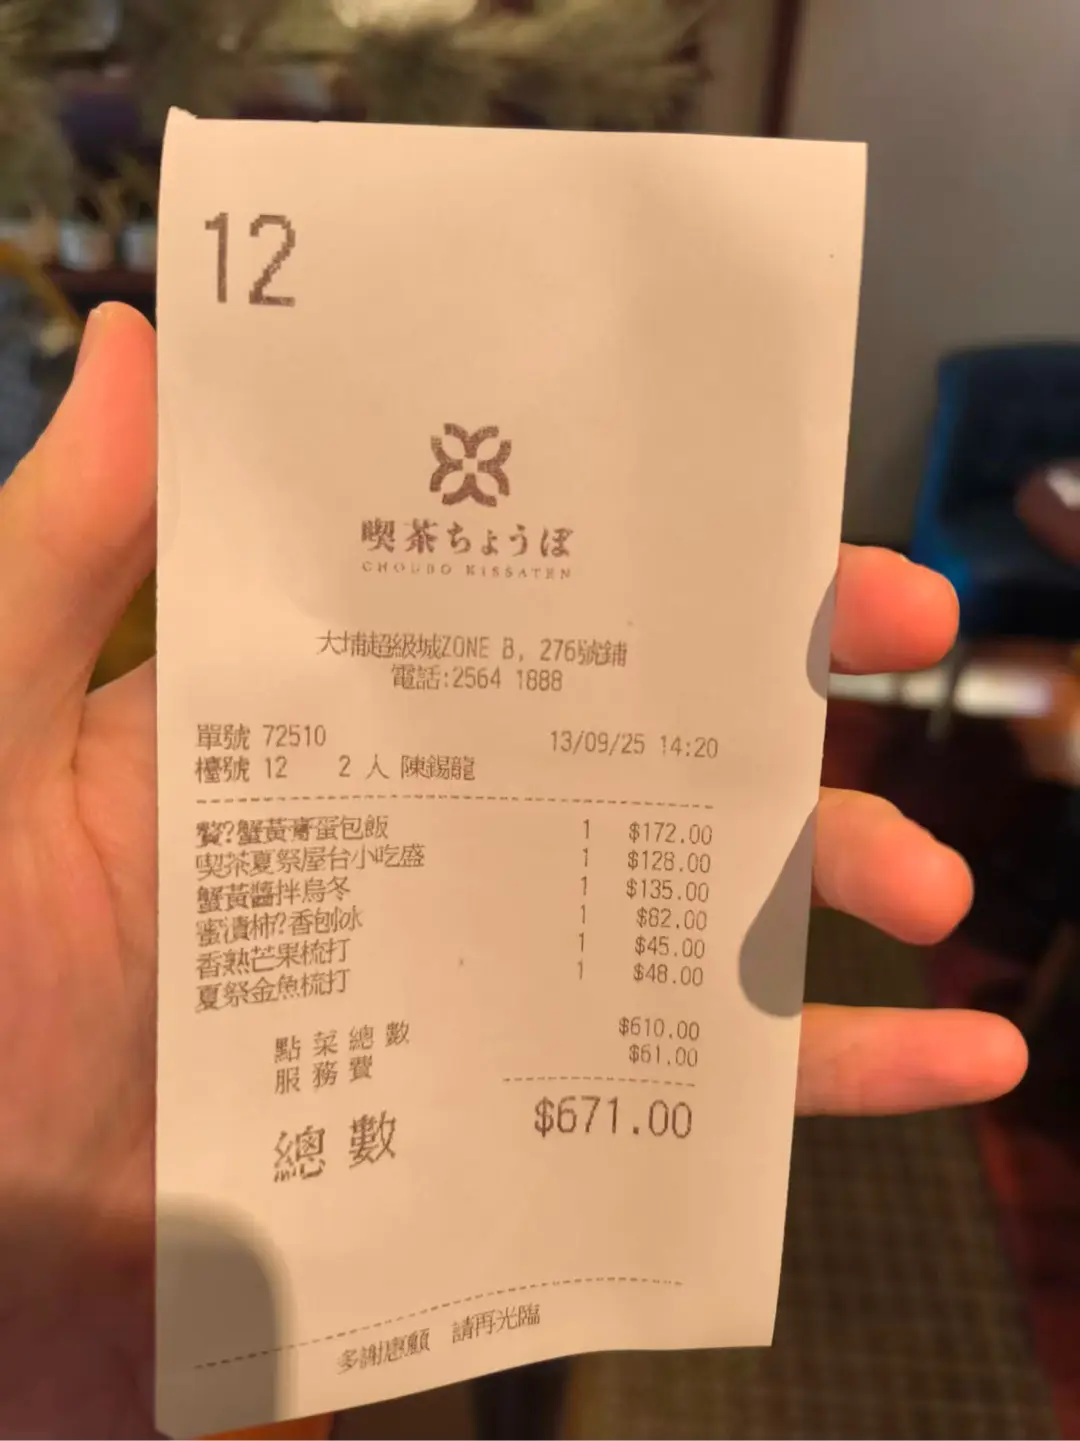 12
喫茶ちょうぼ
CHOUBO KISSATEN
大埔超級城ZONE B, 276號鋪
電話:2564 1888
單號 72510 13/09/25 14:20
檯號 12 2 人 陳錫龍
贅?蟹黃膏蛋包飯 1 $172.00
喫茶夏祭屋台小吃盛 1 $128.00
蟹黃醬拌烏冬 1 $135.00
蜜漬柿?香刨冰 1 $82.00
香熟芒果梳打 1 $45.00
夏祭金魚梳打 1 $48.00
點菜總數 $610.00
服務費 $61.00
總數 $671.00
多謝惠顧 請再光臨